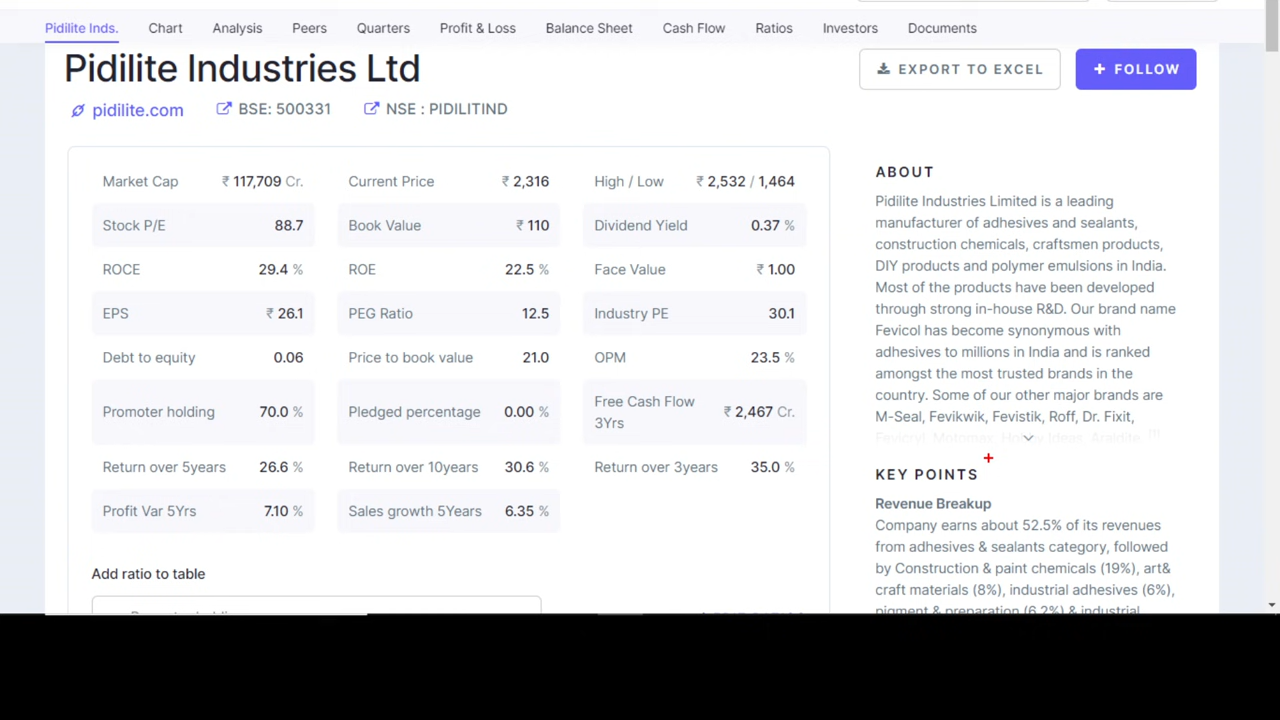 Pidilite Inds. Chart Analysis Peers Quarters Profit & Loss Balance Sheet Cash Flow Ratios Investors Documents
Pidilite Industries Ltd
EXPORT TO EXCEL
+ FOLLOW
pidilite.com BSE: 500331 NSE : PIDILITIND
Market Cap ₹ 117,709 Cr.
Current Price ₹ 2,316
High / Low ₹ 2,532 / 1,464
Stock P/E 88.7
Book Value ₹ 110
Dividend Yield 0.37 %
ROCE 29.4 %
ROE 22.5 %
Face Value ₹ 1.00
EPS ₹ 26.1
PEG Ratio 12.5
Industry PE 30.1
Debt to equity 0.06
Price to book value 21.0
OPM 23.5 %
Promoter holding 70.0 %
Pledged percentage 0.00 %
Free Cash Flow
3Yrs ₹ 2,467 Cr.
Return over 5years 26.6 %
Return over 10years 30.6 %
Return over 3years 35.0 %
Profit Var 5Yrs 7.10 %
Sales growth 5Years 6.35 %
Add ratio to table
ABOUT
Pidilite Industries Limited is a leading
manufacturer of adhesives and sealants,
construction chemicals, craftsmen products,
DIY products and polymer emulsions in India.
Most of the products have been developed
through strong in-house R&D. Our brand name
Fevicol has become synonymous with
adhesives to millions in India and is ranked
amongst the most trusted brands in the
country. Some of our other major brands are
M-Seal, Fevikwik, Fevistik, Roff, Dr. Fixit,
Fevicryl, Motomax, Hobby Ideas, Araldite. [1]
KEY POINTS
Revenue Breakup
Company earns about 52.5% of its revenues
from adhesives & sealants category, followed
by Construction & paint chemicals (19%), art&
craft materials (8%), industrial adhesives (6%),
pigment & preparation (6.2%) & industrial